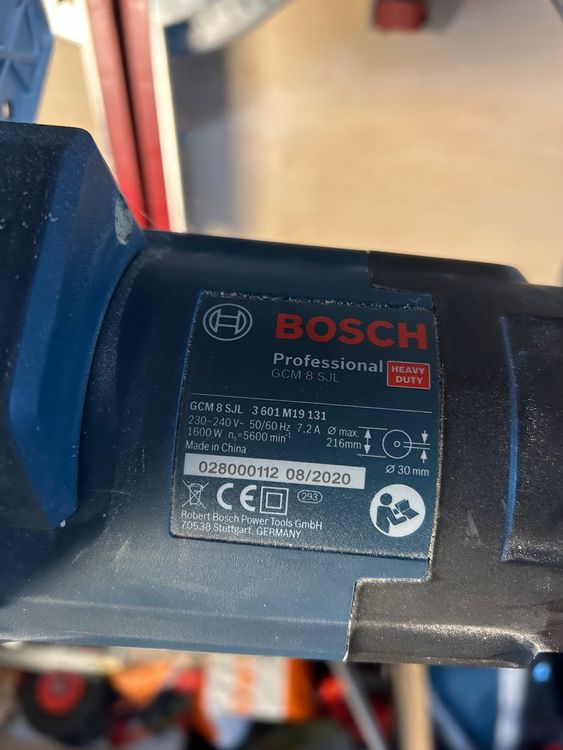 BOSCH
Professional
GCM 8 SJL
HEAVY
DUTY
GCM 8 SJL 3 601 M19 131
230-240 V~ 50/60 Hz 7,2 A
1600 W n₀=5600 min⁻¹
Made in China
Ø max.
216mm
Ø 30 mm
028000112 08/2020
CE
293
Robert Bosch Power Tools GmbH
70538 Stuttgart, GERMANY